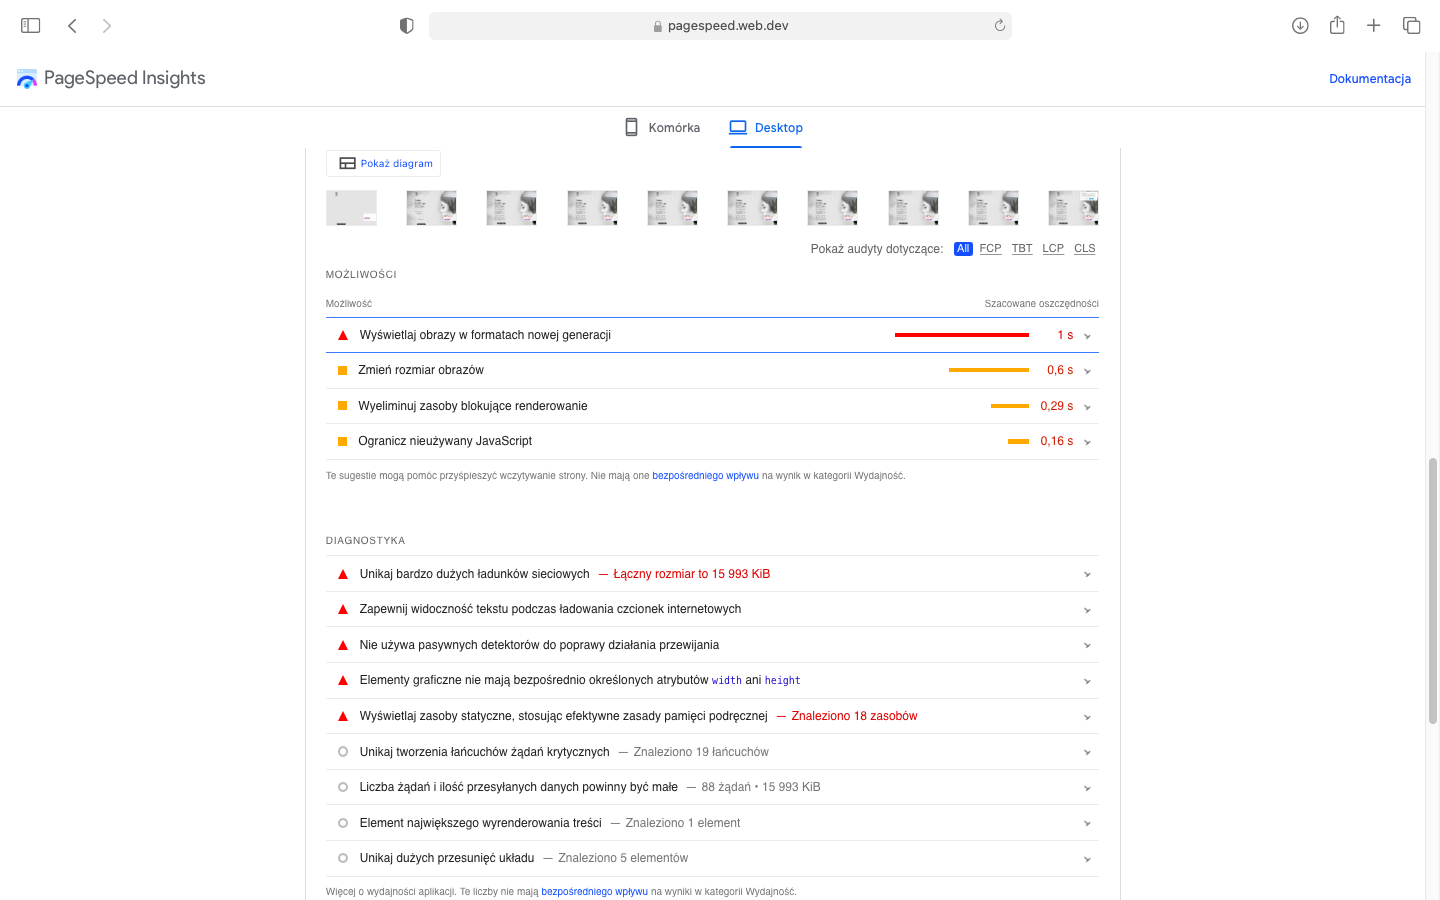 pagespeed.web.dev
PageSpeed Insights
Dokumentacja
Komórka
Desktop
Pokaż diagram
Pokaż audyty dotyczące: All FCP TBT LCP CLS
MOŻLIWOŚCI
Możliwość Szacowane oszczędności
Wyświetlaj obrazy w formatach nowej generacji 1 s
Zmień rozmiar obrazów 0,6 s
Wyeliminuj zasoby blokujące renderowanie 0,29 s
Ogranicz nieużywany JavaScript 0,16 s
Te sugestie mogą pomóc przyśpieszyć wczytywanie strony. Nie mają one bezpośredniego wpływu na wynik w kategorii Wydajność.
DIAGNOSTYKA
Unikaj bardzo dużych ładunków sieciowych — Łączny rozmiar to 15 993 KiB
Zapewnij widoczność tekstu podczas ładowania czcionek internetowych
Nie używa pasywnych detektorów do poprawy działania przewijania
Elementy graficzne nie mają bezpośrednio określonych atrybutów width ani height
Wyświetlaj zasoby statyczne, stosując efektywne zasady pamięci podręcznej — Znaleziono 18 zasobów
Unikaj tworzenia łańcuchów żądań krytycznych — Znaleziono 19 łańcuchów
Liczba żądań i ilość przesyłanych danych powinny być małe — 88 żądań • 15 993 KiB
Element największego wyrenderowania treści — Znaleziono 1 element
Unikaj dużych przesunięć układu — Znaleziono 5 elementów
Więcej o wydajności aplikacji. Te liczby nie mają bezpośredniego wpływu na wyniki w kategorii Wydajność.